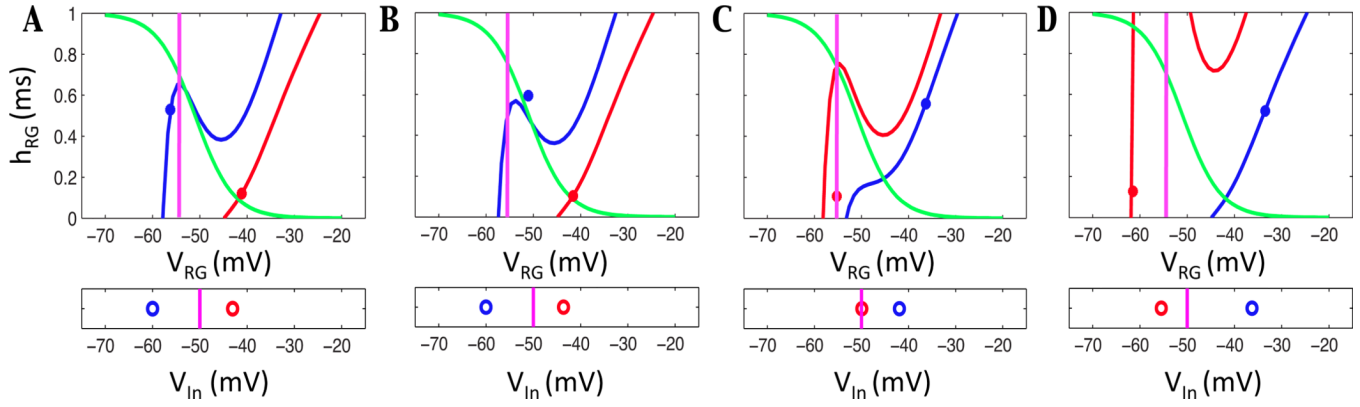 A B C D
h_RG (ms)
1
0.8
0.6
0.4
0.2
0
−70 −60 −50 −40 −30 −20 −70 −60 −50 −40 −30 −20 −70 −60 −50 −40 −30 −20 −70 −60 −50 −40 −30 −20
V_RG (mV) V_RG (mV) V_RG (mV) V_RG (mV)
−70 −60 −50 −40 −30 −20 −70 −60 −50 −40 −30 −20 −70 −60 −50 −40 −30 −20 −70 −60 −50 −40 −30 −20
V_In (mV) V_In (mV) V_In (mV) V_In (mV)